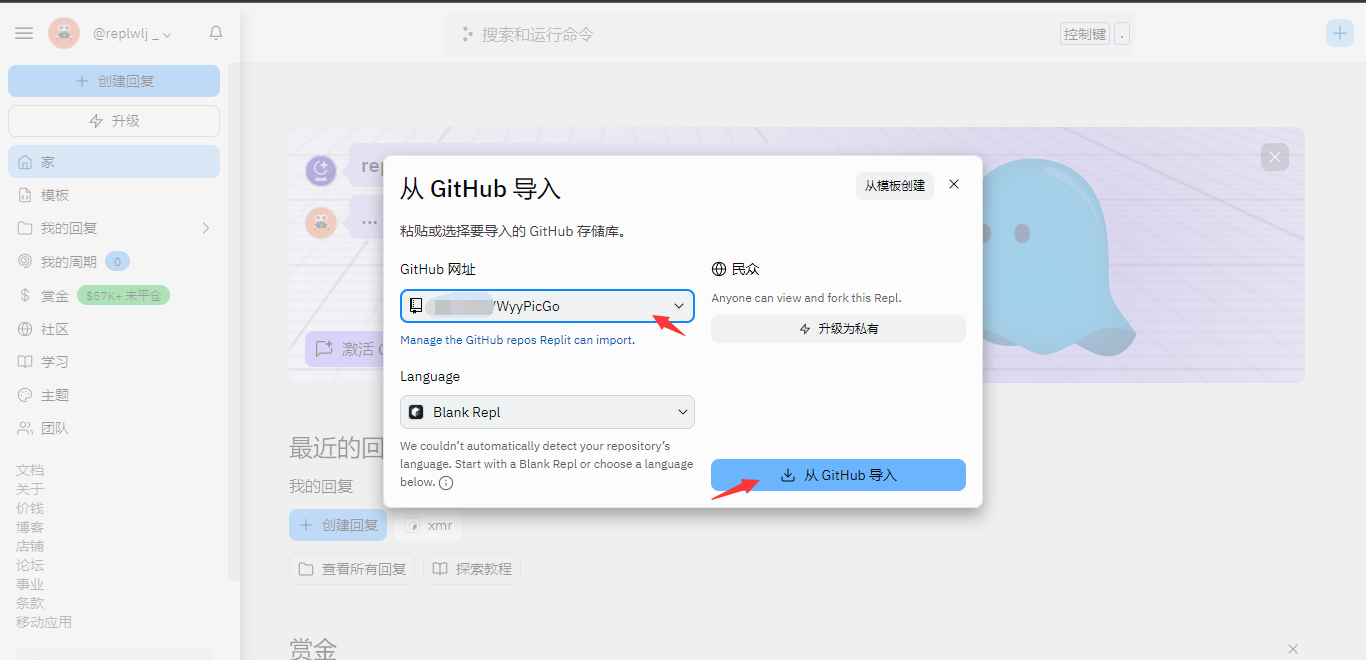 @replwlj _
搜索和运行命令
控制键 .
创建回复
升级
家
模板
我的回复
我的周期 0
赏金 $57K+ 未平仓
社区
学习
主题
团队
文档
关于
价钱
博客
店铺
论坛
事业
条款
移动应用
rep
...
激活
从 GitHub 导入
从模板创建
粘贴或选择要导入的 GitHub 存储库。
GitHub 网址
/WyyPicGo
Manage the GitHub repos Replit can import.
Language
Blank Repl
We couldn't automatically detect your repository's
language. Start with a Blank Repl or choose a language
below.
民众
Anyone can view and fork this Repl.
升级为私有
从 GitHub 导入
最近的回
我的回复
创建回复
xmr
查看所有回复
探索教程
赏金